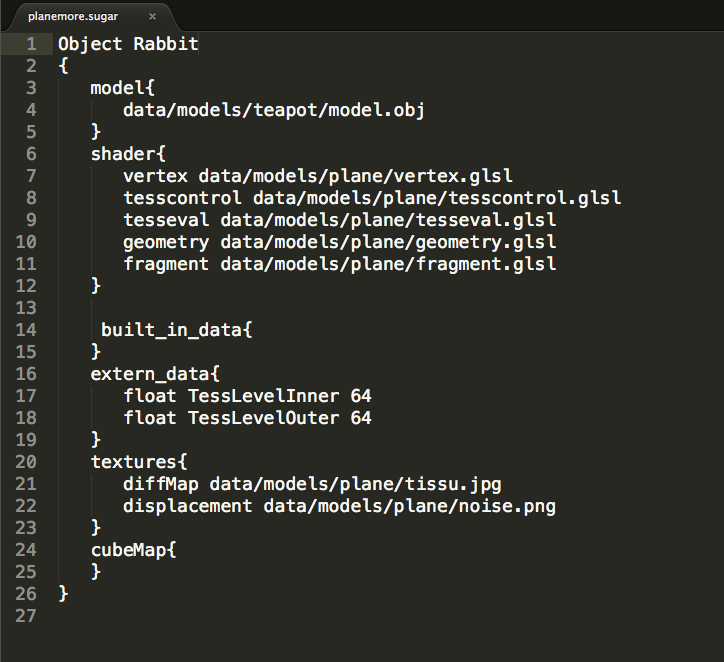 planemore.sugar ×
1 Object Rabbit
2 {
3    model{
4       data/models/teapot/model.obj
5    }
6    shader{
7       vertex data/models/plane/vertex.glsl
8       tesscontrol data/models/plane/tesscontrol.glsl
9       tesseval data/models/plane/tesseval.glsl
10       geometry data/models/plane/geometry.glsl
11       fragment data/models/plane/fragment.glsl
12    }
13
14     built_in_data{
15    }
16    extern_data{
17       float TessLevelInner 64
18       float TessLevelOuter 64
19    }
20    textures{
21       diffMap data/models/plane/tissu.jpg
22       displacement data/models/plane/noise.png
23    }
24    cubeMap{
25    }
26 }
27